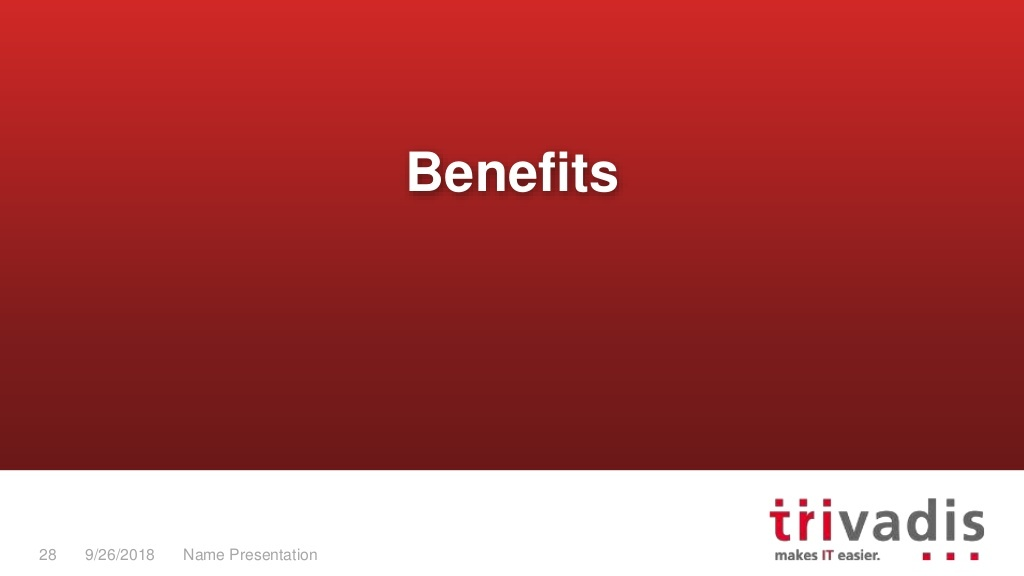 Benefits
28 9/26/2018 Name Presentation
trivadis
makes IT easier.